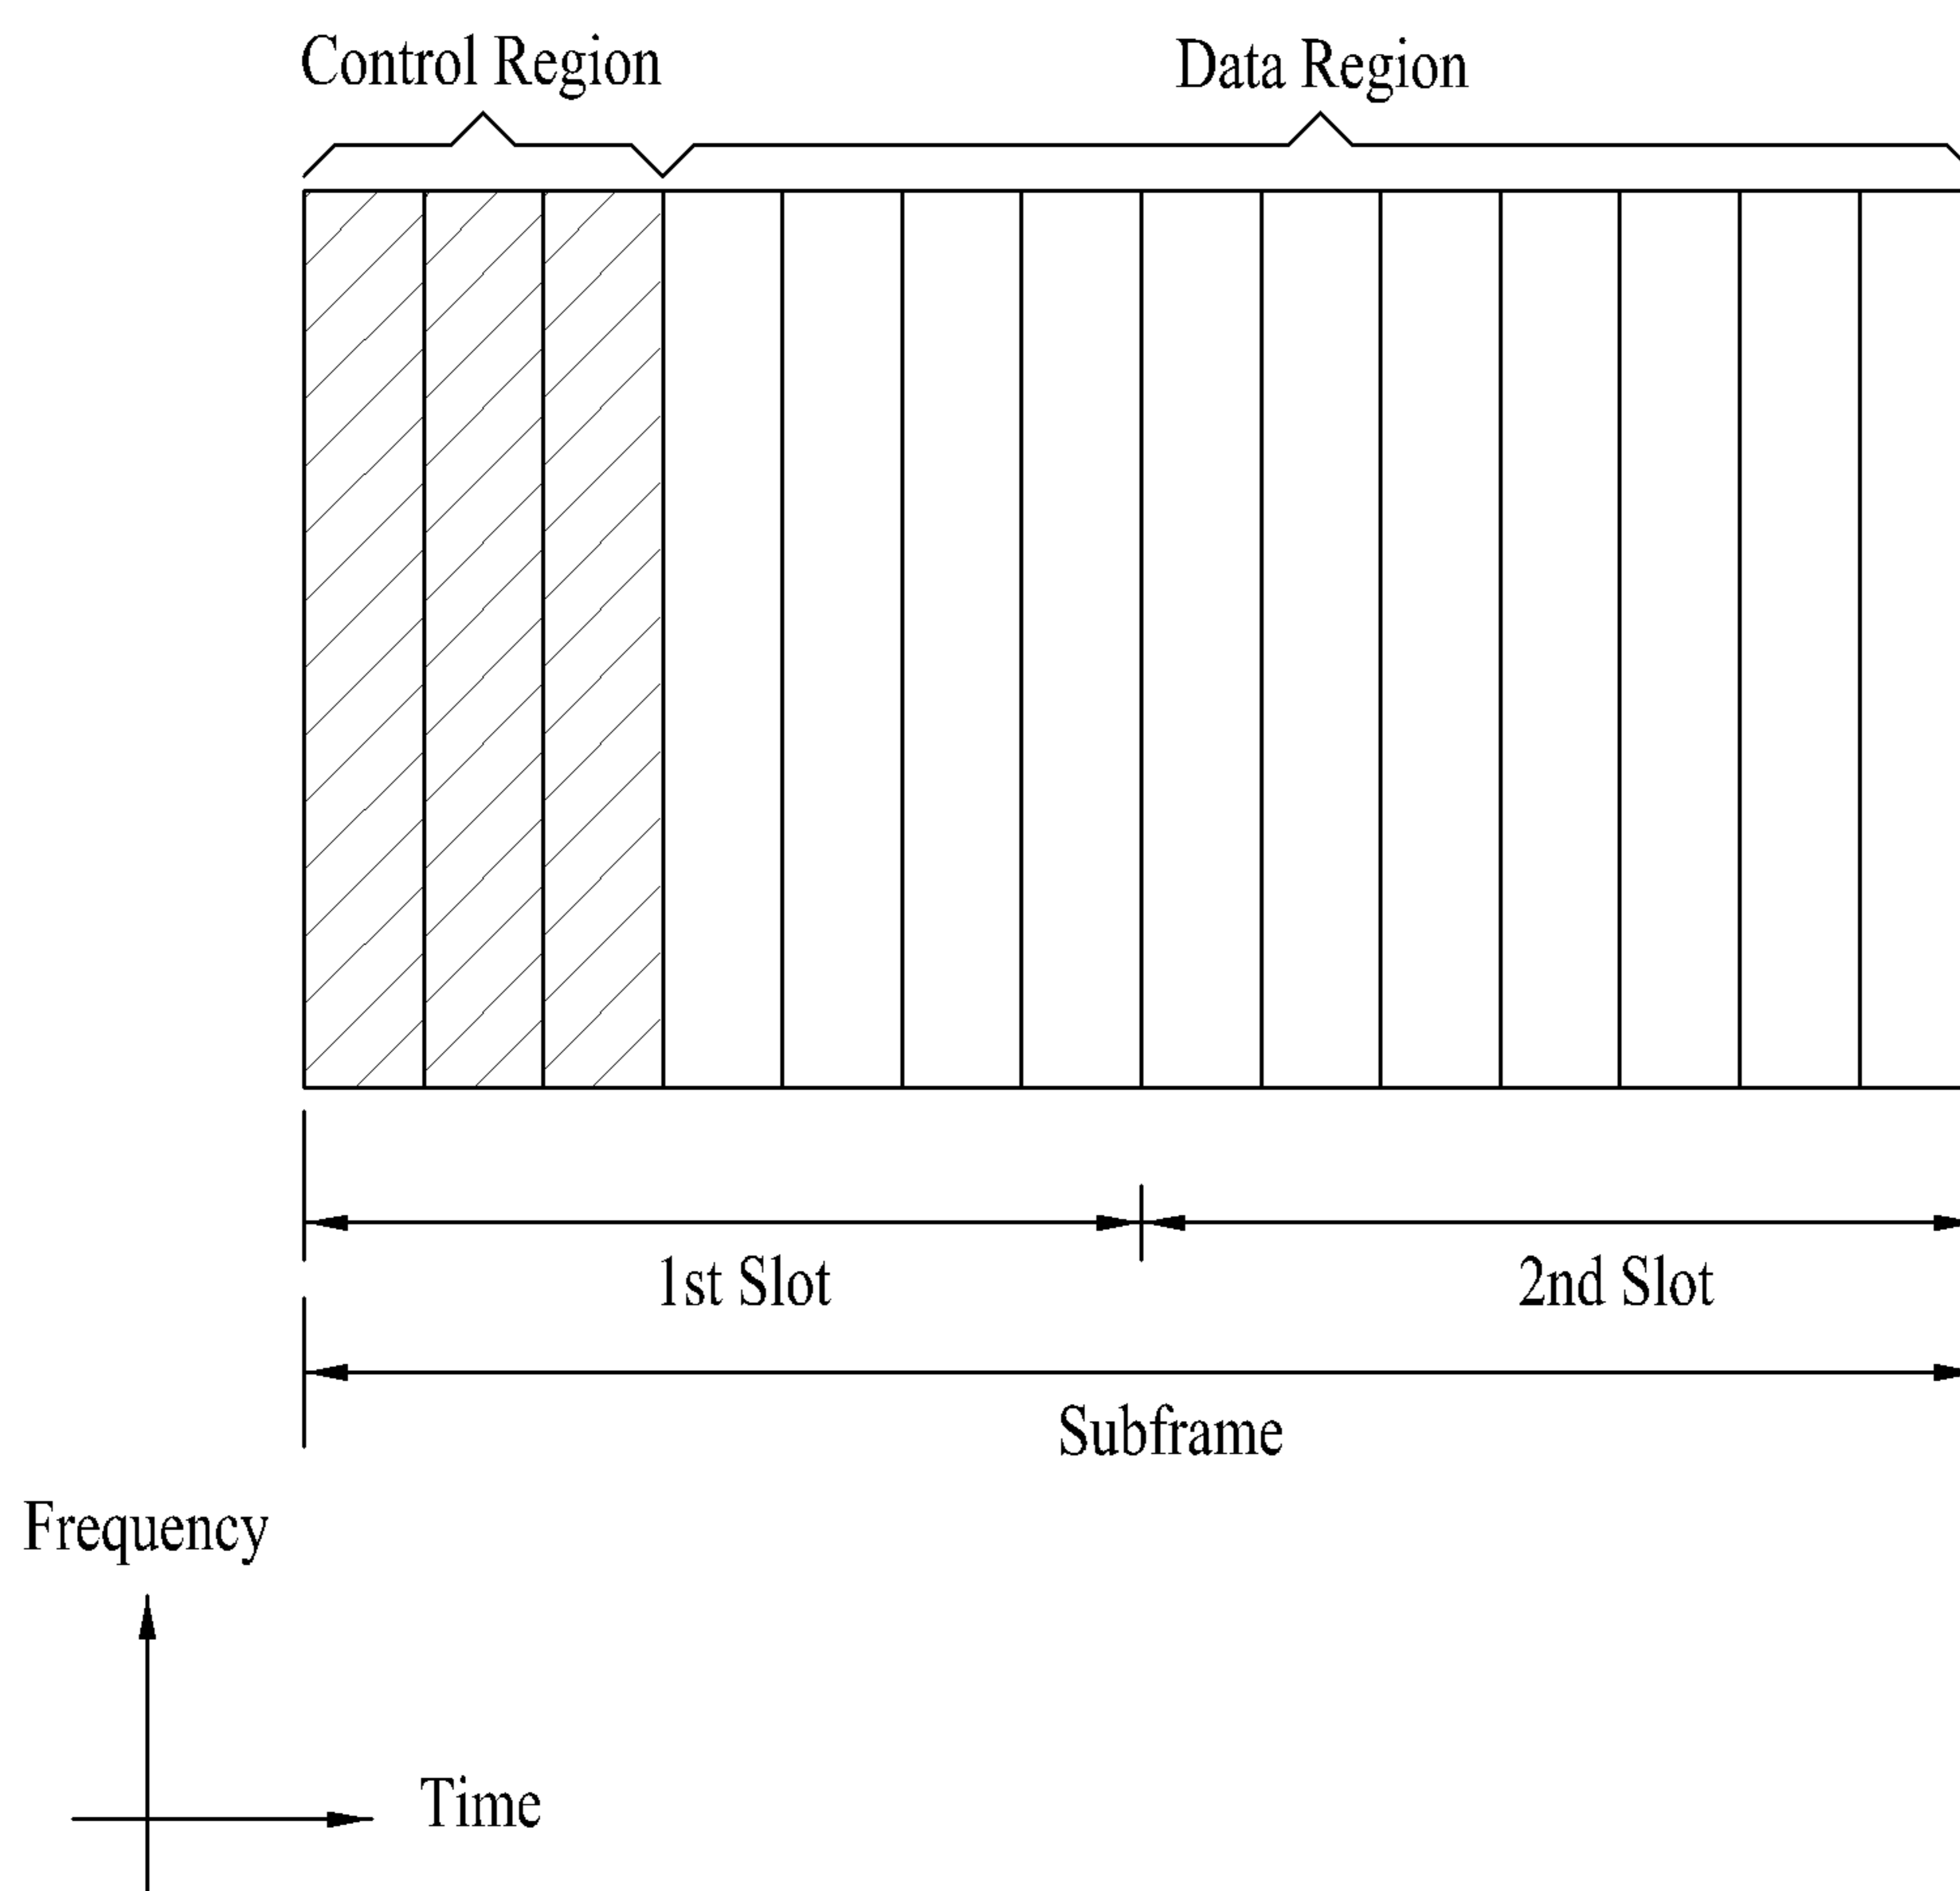 Control Region
Data Region
1st Slot
2nd Slot
Subframe
Frequency
Time